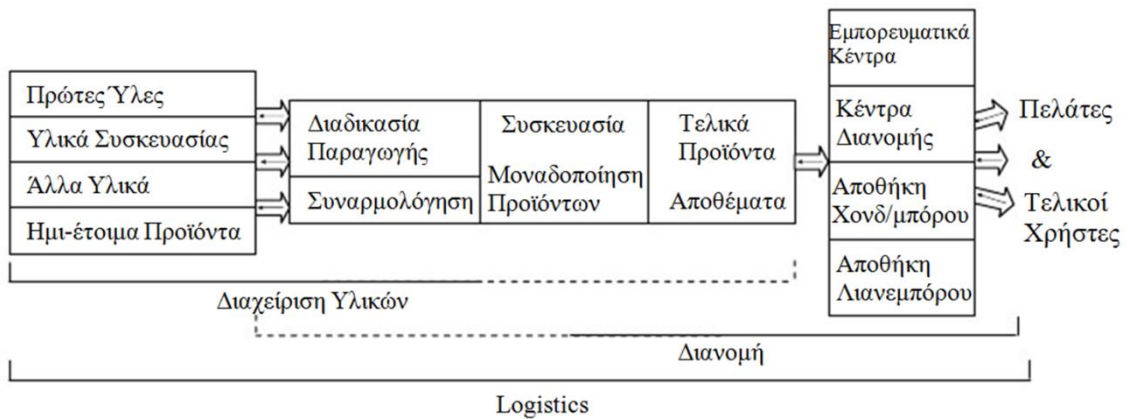 Πρώτες Ύλες
Υλικά Συσκευασίας
Άλλα Υλικά
Ημι-έτοιμα Προϊόντα
Διαδικασία
Παραγωγής
Συναρμολόγηση
Συσκευασία
Μοναδοποίηση
Προϊόντων
Τελικά
Προϊόντα
Αποθέματα
Εμπορευματικά
Κέντρα
Κέντρα
Διανομής
Αποθήκη
Χονδ/μπόρου
Αποθήκη
Λιανεμπόρου
Πελάτες
&
Τελικοί
Χρήστες
Διαχείριση Υλικών
Διανομή
Logistics